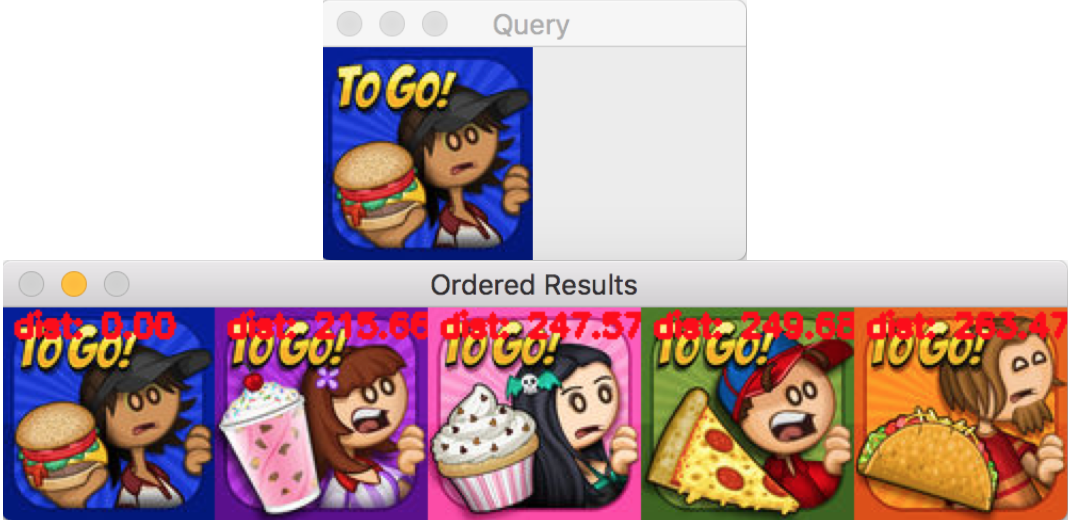 Query
TO GO!
Ordered Results
dist: 0.00 dist: 215.66 dist: 247.57 dist: 249.68 dist: 263.47
TO GO! TO GO! TO GO! TO GO! TO GO!